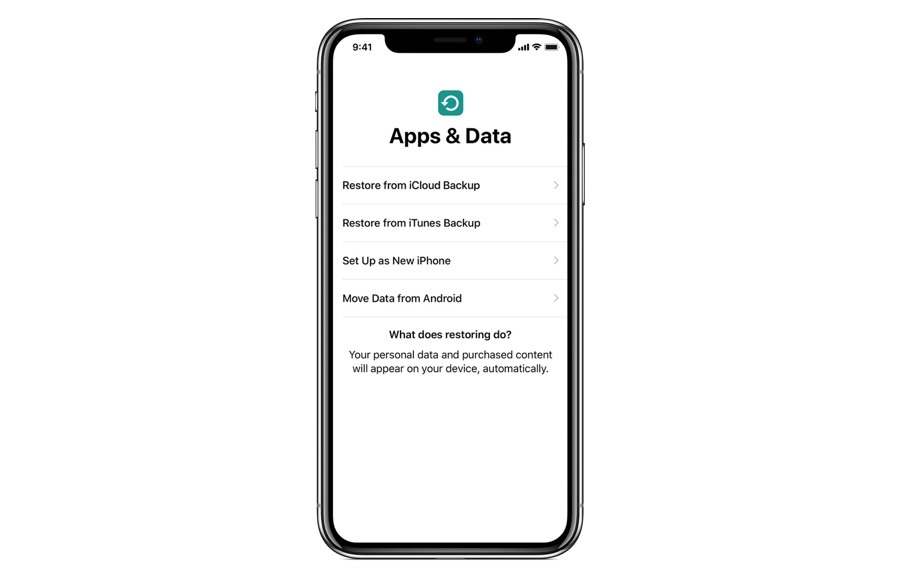 9:41
Apps & Data
Restore from iCloud Backup
Restore from iTunes Backup
Set Up as New iPhone
Move Data from Android
What does restoring do?
Your personal data and purchased content
will appear on your device, automatically.